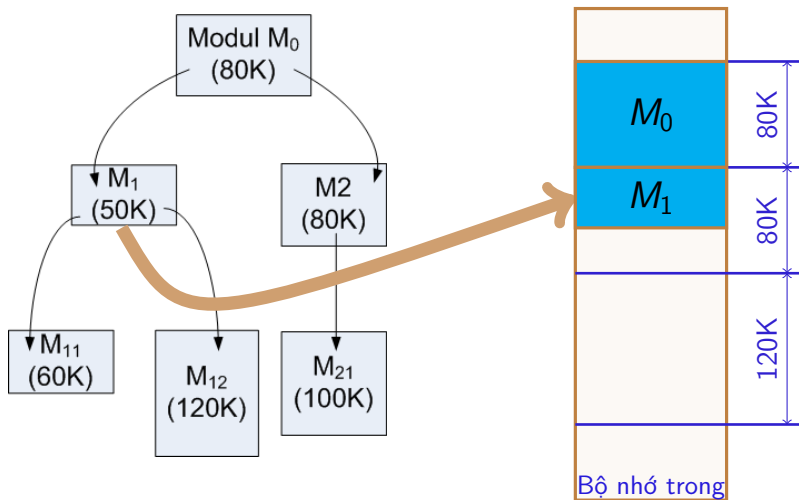 Modul M₀
(80K)
M₁
(50K)
M2
(80K)
M₁₁
(60K)
M₁₂
(120K)
M₂₁
(100K)
M₀
M₁
80K
80K
120K
Bộ nhớ trong